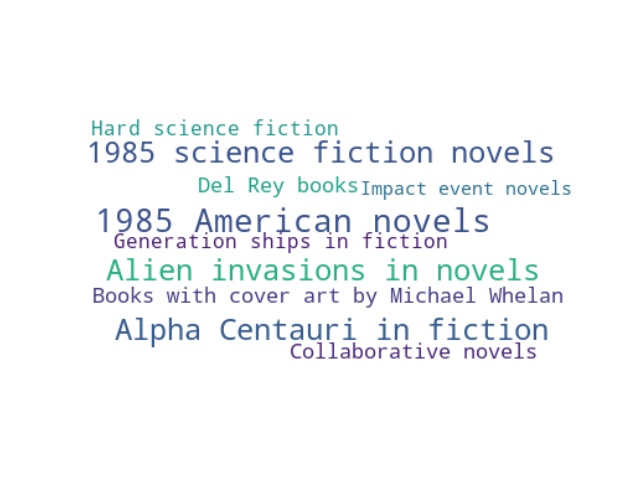 Hard science fiction
1985 science fiction novels
Del Rey books
Impact event novels
1985 American novels
Generation ships in fiction
Alien invasions in novels
Books with cover art by Michael Whelan
Alpha Centauri in fiction
Collaborative novels